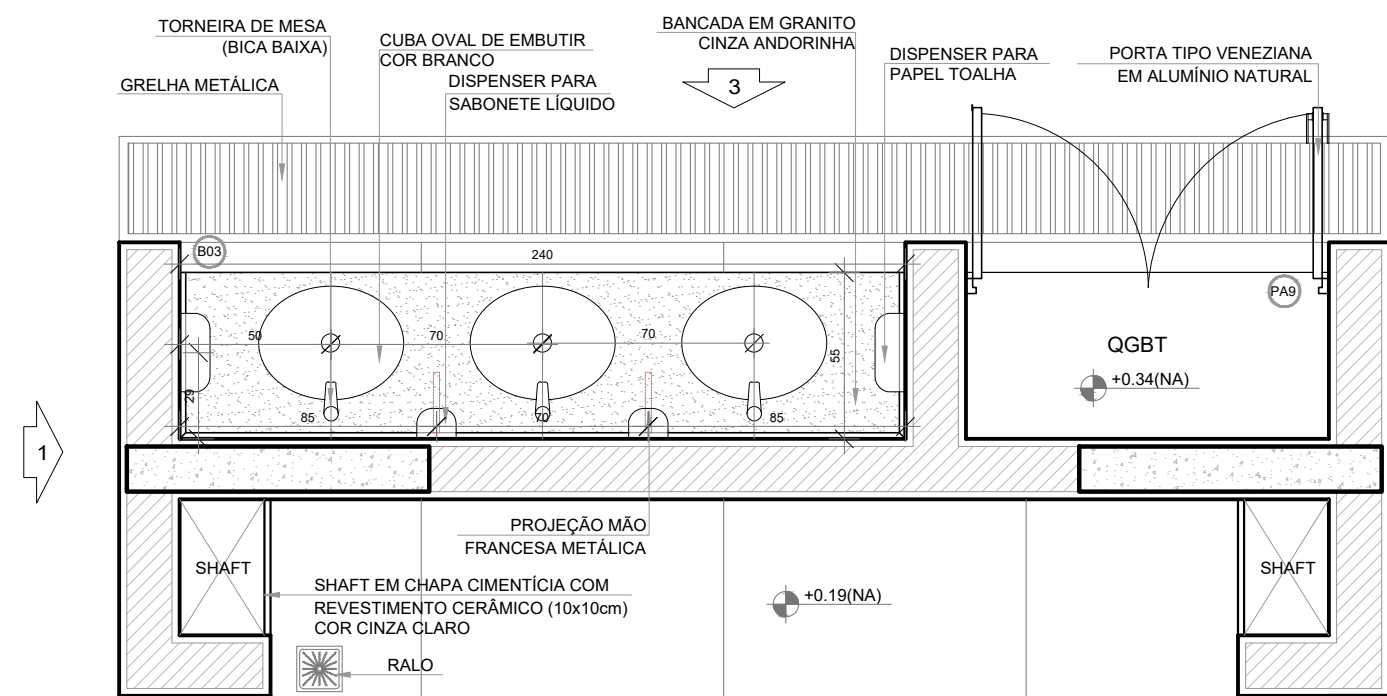 TORNEIRA DE MESA
(BICA BAIXA)
CUBA OVAL DE EMBUTIR
COR BRANCO
BANCADA EM GRANITO
CINZA ANDORINHA
DISPENSER PARA
PAPEL TOALHA
PORTA TIPO VENEZIANA
EM ALUMÍNIO NATURAL
GRELHA METÁLICA
DISPENSER PARA
SABONETE LÍQUIDO
3
B03
240
PA9
50
70
70
55
QGBT
+0.34(NA)
29
85
70
85
1
PROJEÇÃO MÃO
FRANCESA METÁLICA
SHAFT
SHAFT
SHAFT EM CHAPA CIMENTÍCIA COM
REVESTIMENTO CERÂMICO (10x10cm)
COR CINZA CLARO
+0.19(NA)
RALO